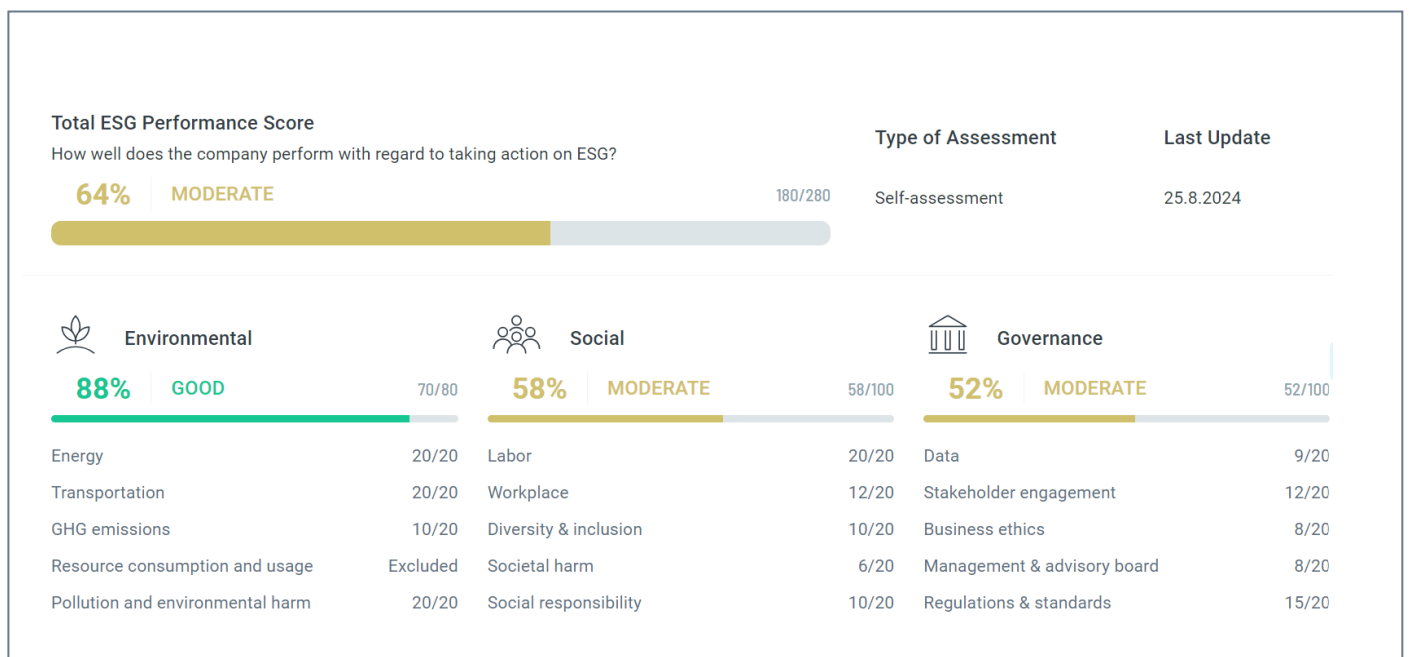 Total ESG Performance Score
How well does the company perform with regard to taking action on ESG?
64% MODERATE 180/280
Type of Assessment Last Update
Self-assessment 25.8.2024
Environmental
88% GOOD 70/80
Energy 20/20
Transportation 20/20
GHG emissions 10/20
Resource consumption and usage Excluded
Pollution and environmental harm 20/20
Social
58% MODERATE 58/100
Labor 20/20
Workplace 12/20
Diversity & inclusion 10/20
Societal harm 6/20
Social responsibility 10/20
Governance
52% MODERATE 52/100
Data 9/20
Stakeholder engagement 12/20
Business ethics 8/20
Management & advisory board 8/20
Regulations & standards 15/20